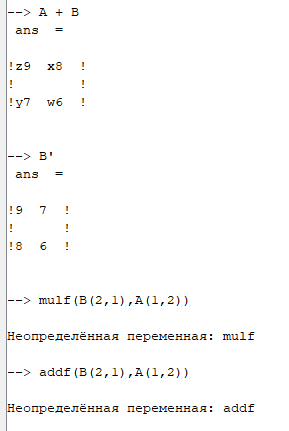 --> A + B
ans  =
!z9  x8  !
!        !
!y7  w6  !
--> B'
ans  =
!9  7  !
!      !
!8  6  !
--> mulf(B(2,1),A(1,2))
Неопределённая переменная: mulf
--> addf(B(2,1),A(1,2))
Неопределённая переменная: addf